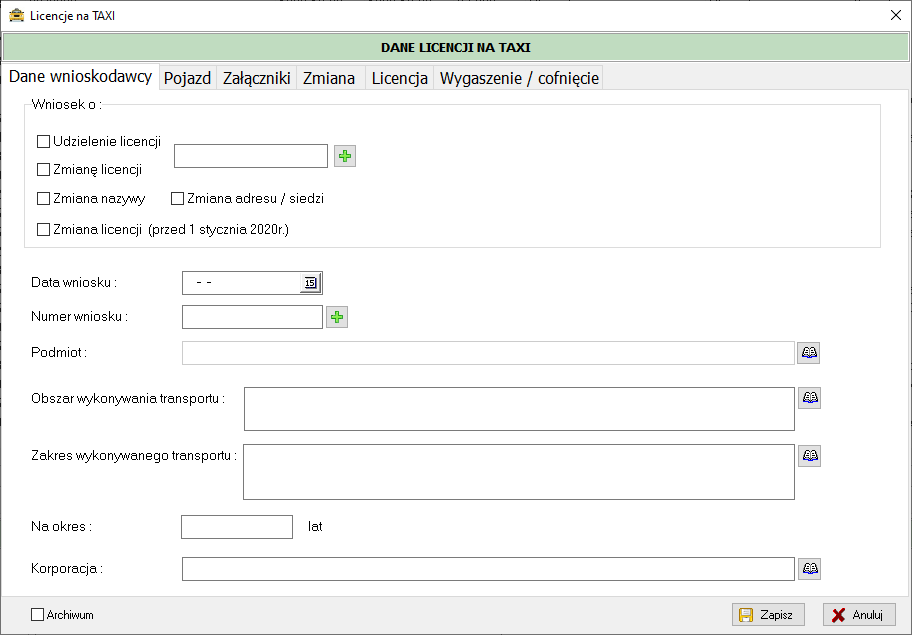 Licencje na TAXI
DANE LICENCJI NA TAXI
Dane wnioskodawcy Pojazd Załączniki Zmiana Licencja Wygaszenie / cofnięcie
Wniosek o :
Udzielenie licencji
Zmianę licencji
Zmiana nazywy Zmiana adresu / siedzi
Zmiana licencji (przed 1 stycznia 2020r.)
Data wniosku : - - 15
Numer wniosku :
Podmiot :
Obszar wykonywania transportu :
Zakres wykonywanego transportu :
Na okres : lat
Korporacja :
Archiwum Zapisz Anuluj